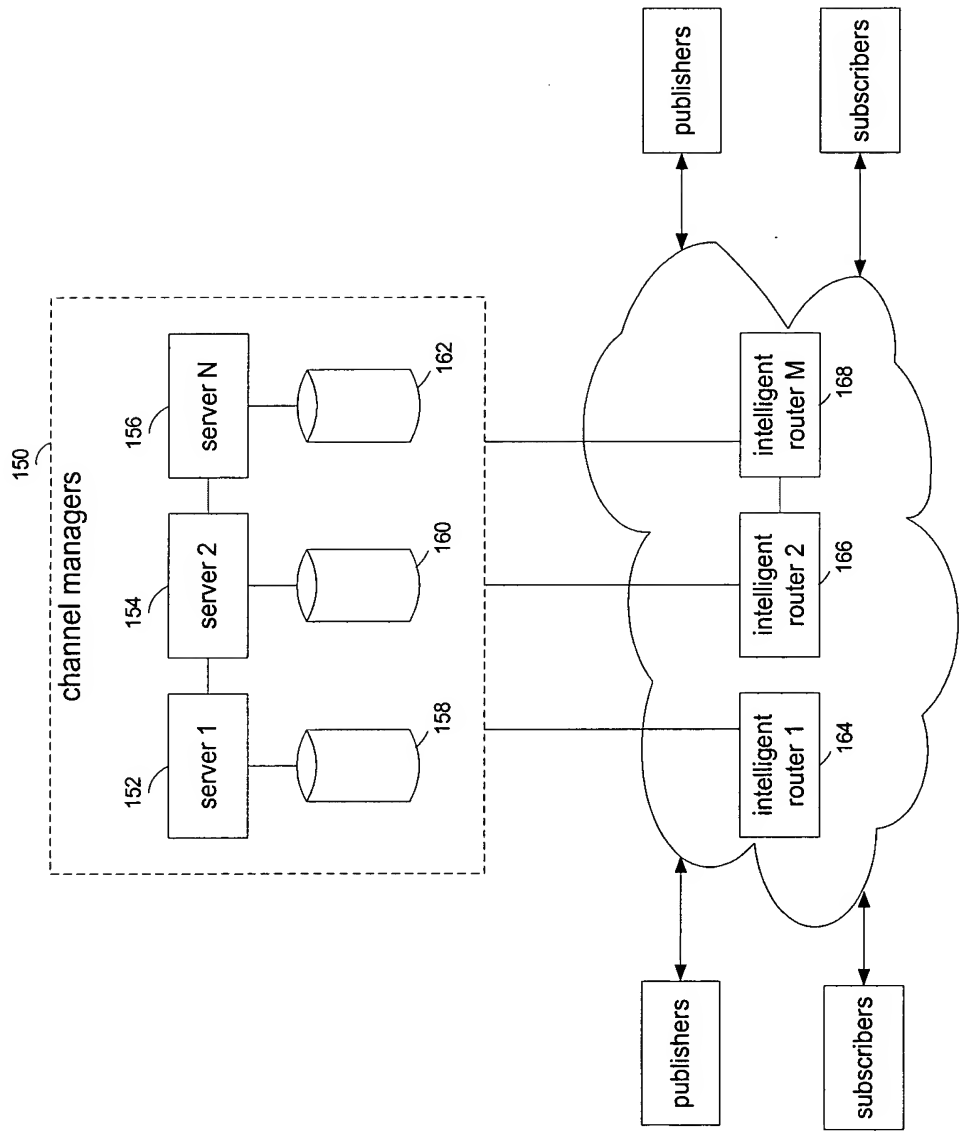 150
channel managers
152
154
156
server 1
server 2
server N
158
160
162
publishers
publishers
intelligent
router 1
intelligent
router 2
intelligent
router M
164
166
168
subscribers
subscribers